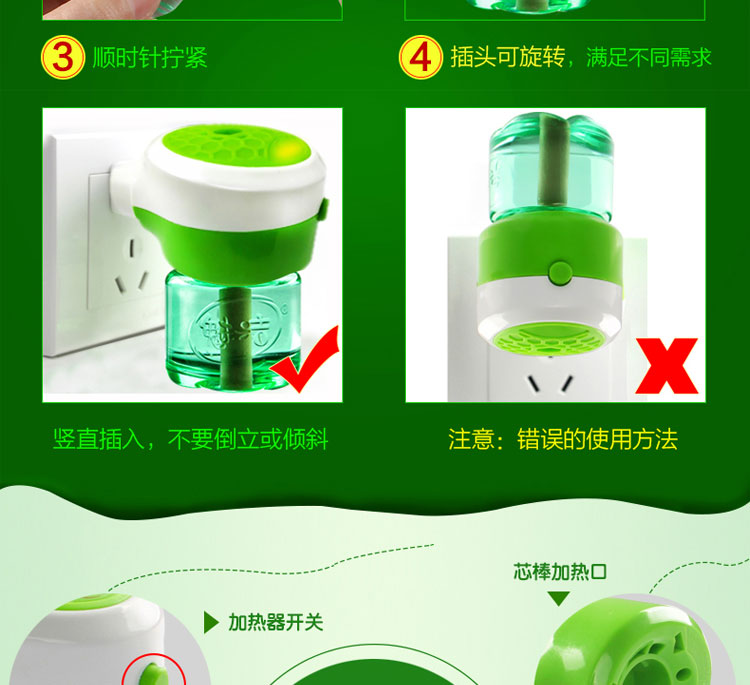 3 顺时针拧紧
4 插头可旋转，满足不同需求
竖直插入，不要倒立或倾斜
注意：错误的使用方法
芯棒加热口
加热器开关